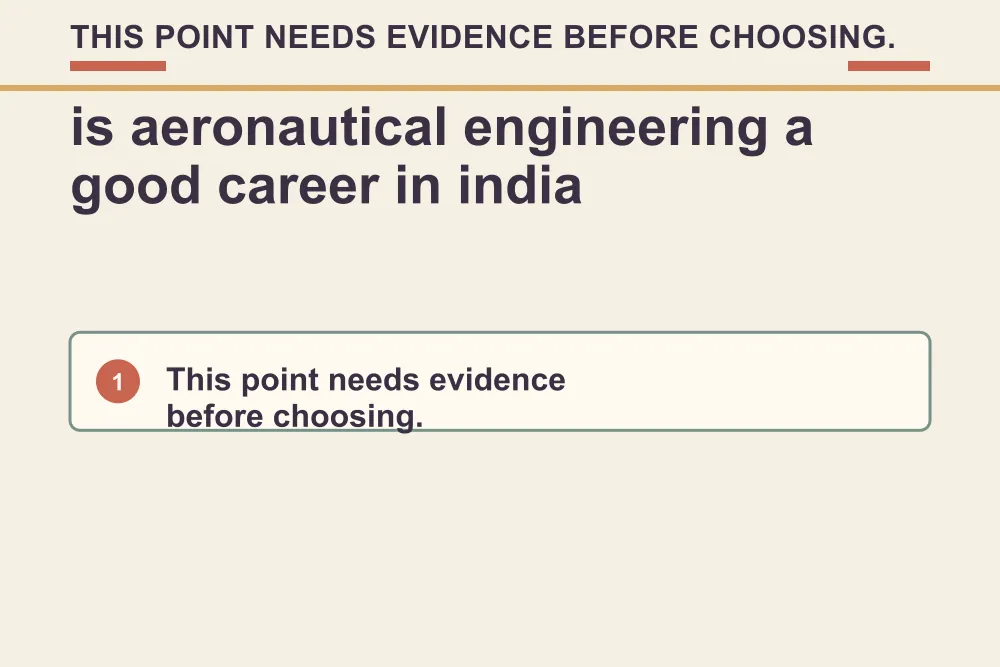 THIS POINT NEEDS EVIDENCE BEFORE CHOOSING.
is aeronautical engineering a
good career in india
1
This point needs evidence
before choosing.